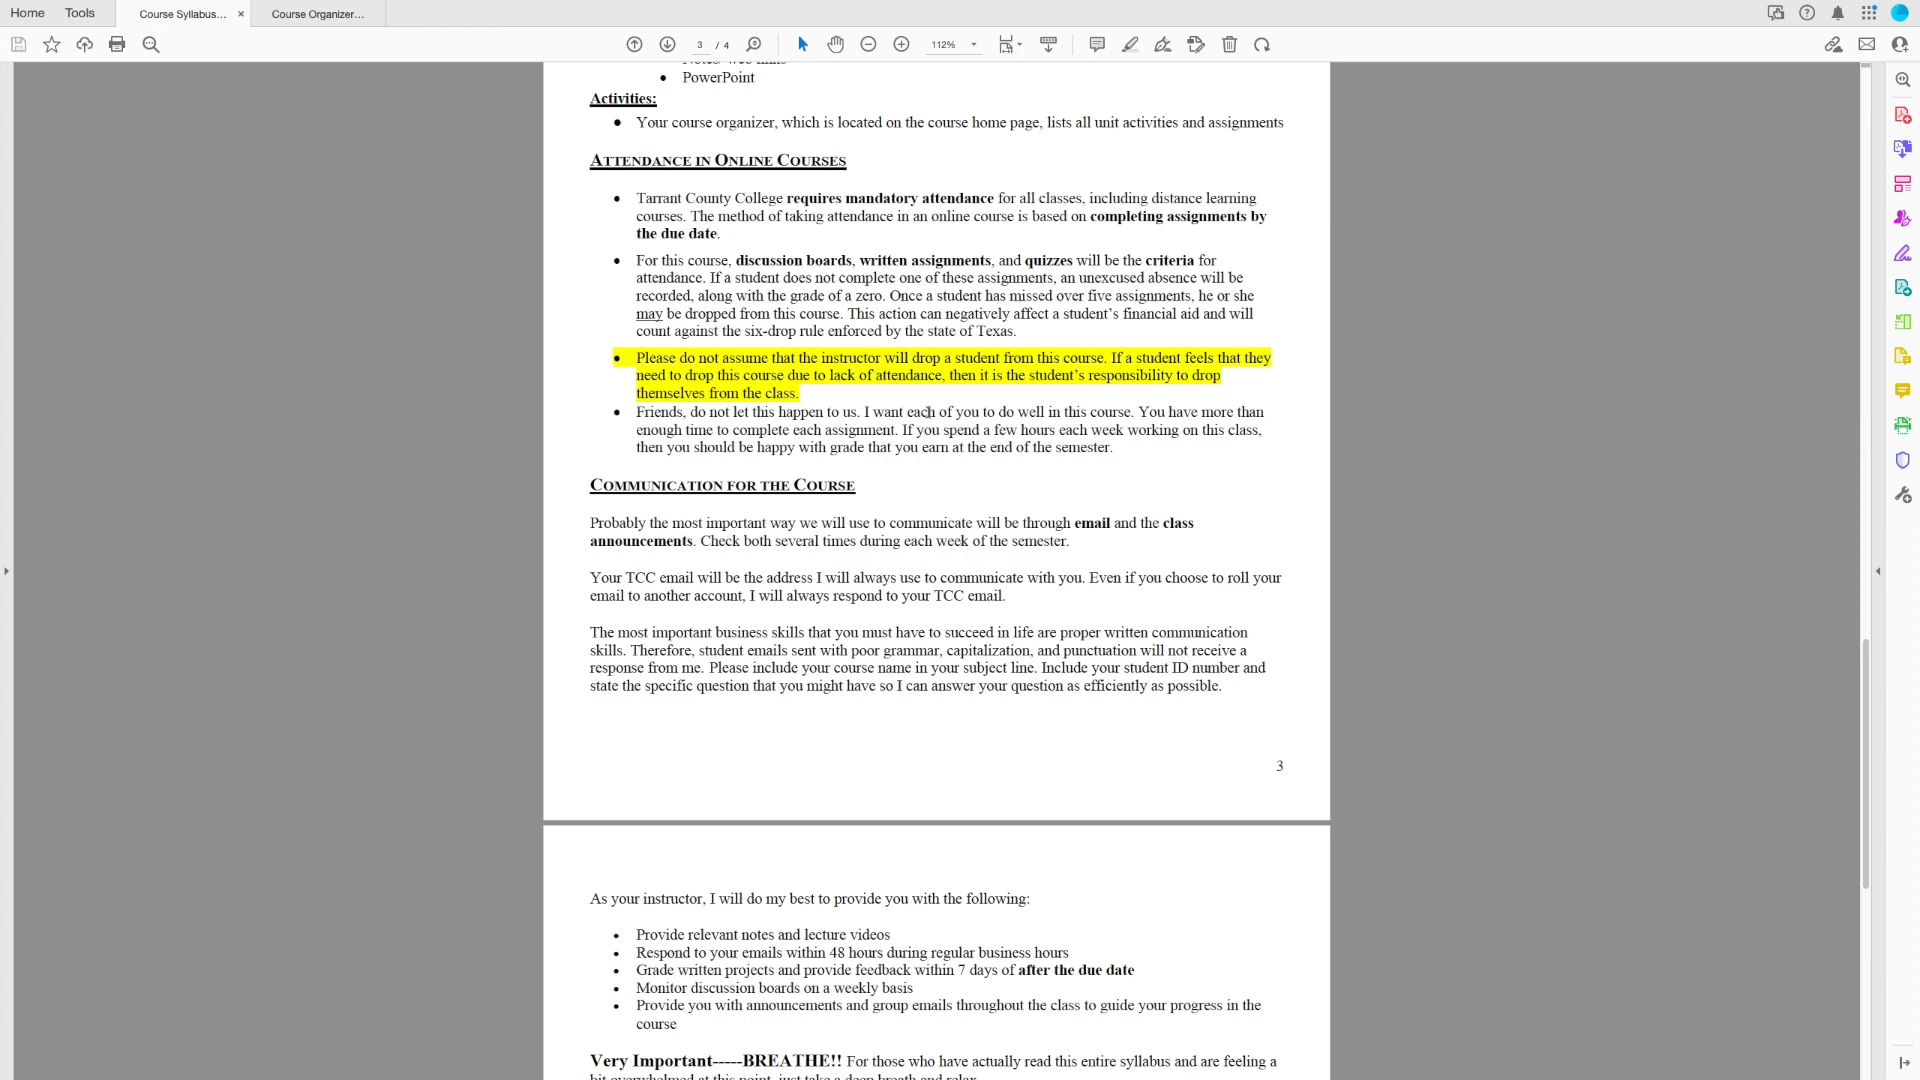 Home Tools Course Syllabus... × Course Organizer...
3 / 4 112%
• PowerPoint
Activities:
• Your course organizer, which is located on the course home page, lists all unit activities and assignments
ATTENDANCE IN ONLINE COURSES
• Tarrant County College requires mandatory attendance for all classes, including distance learning
courses. The method of taking attendance in an online course is based on completing assignments by
the due date.
• For this course, discussion boards, written assignments, and quizzes will be the criteria for
attendance. If a student does not complete one of these assignments, an unexcused absence will be
recorded, along with the grade of a zero. Once a student has missed over five assignments, he or she
may be dropped from this course. This action can negatively affect a student's financial aid and will
count against the six-drop rule enforced by the state of Texas.
• Please do not assume that the instructor will drop a student from this course. If a student feels that they
need to drop this course due to lack of attendance, then it is the student's responsibility to drop
themselves from the class.
• Friends, do not let this happen to us. I want each of you to do well in this course. You have more than
enough time to complete each assignment. If you spend a few hours each week working on this class,
then you should be happy with grade that you earn at the end of the semester.
COMMUNICATION FOR THE COURSE
Probably the most important way we will use to communicate will be through email and the class
announcements. Check both several times during each week of the semester.
Your TCC email will be the address I will always use to communicate with you. Even if you choose to roll your
email to another account, I will always respond to your TCC email.
The most important business skills that you must have to succeed in life are proper written communication
skills. Therefore, student emails sent with poor grammar, capitalization, and punctuation will not receive a
response from me. Please include your course name in your subject line. Include your student ID number and
state the specific question that you might have so I can answer your question as efficiently as possible.
3
As your instructor, I will do my best to provide you with the following:
• Provide relevant notes and lecture videos
• Respond to your emails within 48 hours during regular business hours
• Grade written projects and provide feedback within 7 days of after the due date
• Monitor discussion boards on a weekly basis
• Provide you with announcements and group emails throughout the class to guide your progress in the
course
Very Important-----BREATHE!! For those who have actually read this entire syllabus and are feeling a
bit overwhelmed at this point, just take a deep breath and relax.